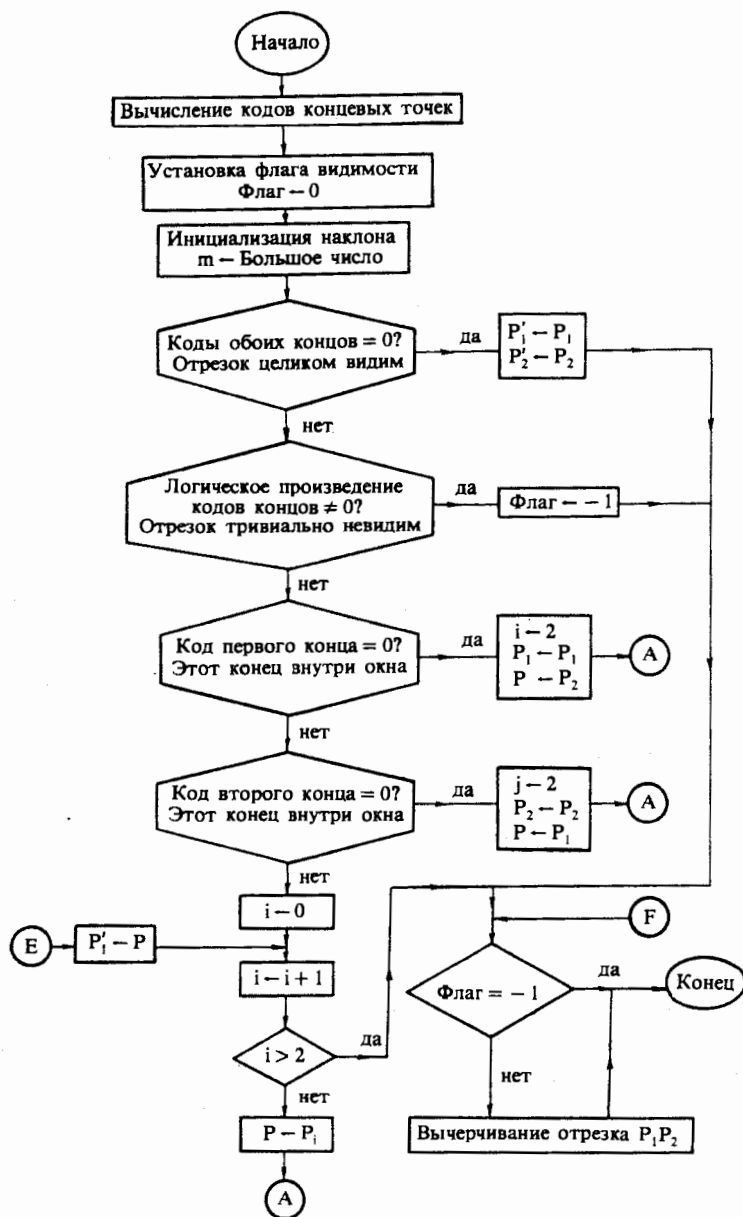 Начало
Вычисление кодов концевых точек
Установка флага видимости
Флаг ← 0
Инициализация наклона
m ← Большое число
Коды обоих концов = 0?
Отрезок целиком видим
да
P₁' ← P₁
P₂' ← P₂
нет
Логическое произведение
кодов концов ≠ 0?
Отрезок тривиально невидим
да
Флаг ← − 1
нет
Код первого конца = 0?
Этот конец внутри окна
да
i ← 2
P₁ ← P₁
P ← P₂
A
нет
Код второго конца = 0?
Этот конец внутри окна
да
j ← 2
P₂ ← P₂
P ← P₁
A
нет
i ← 0
E
P₁' ← P
i ← i + 1
i > 2
да
нет
P ← Pᵢ
A
F
Флаг = − 1
да
Конец
нет
Вычерчивание отрезка P₁P₂